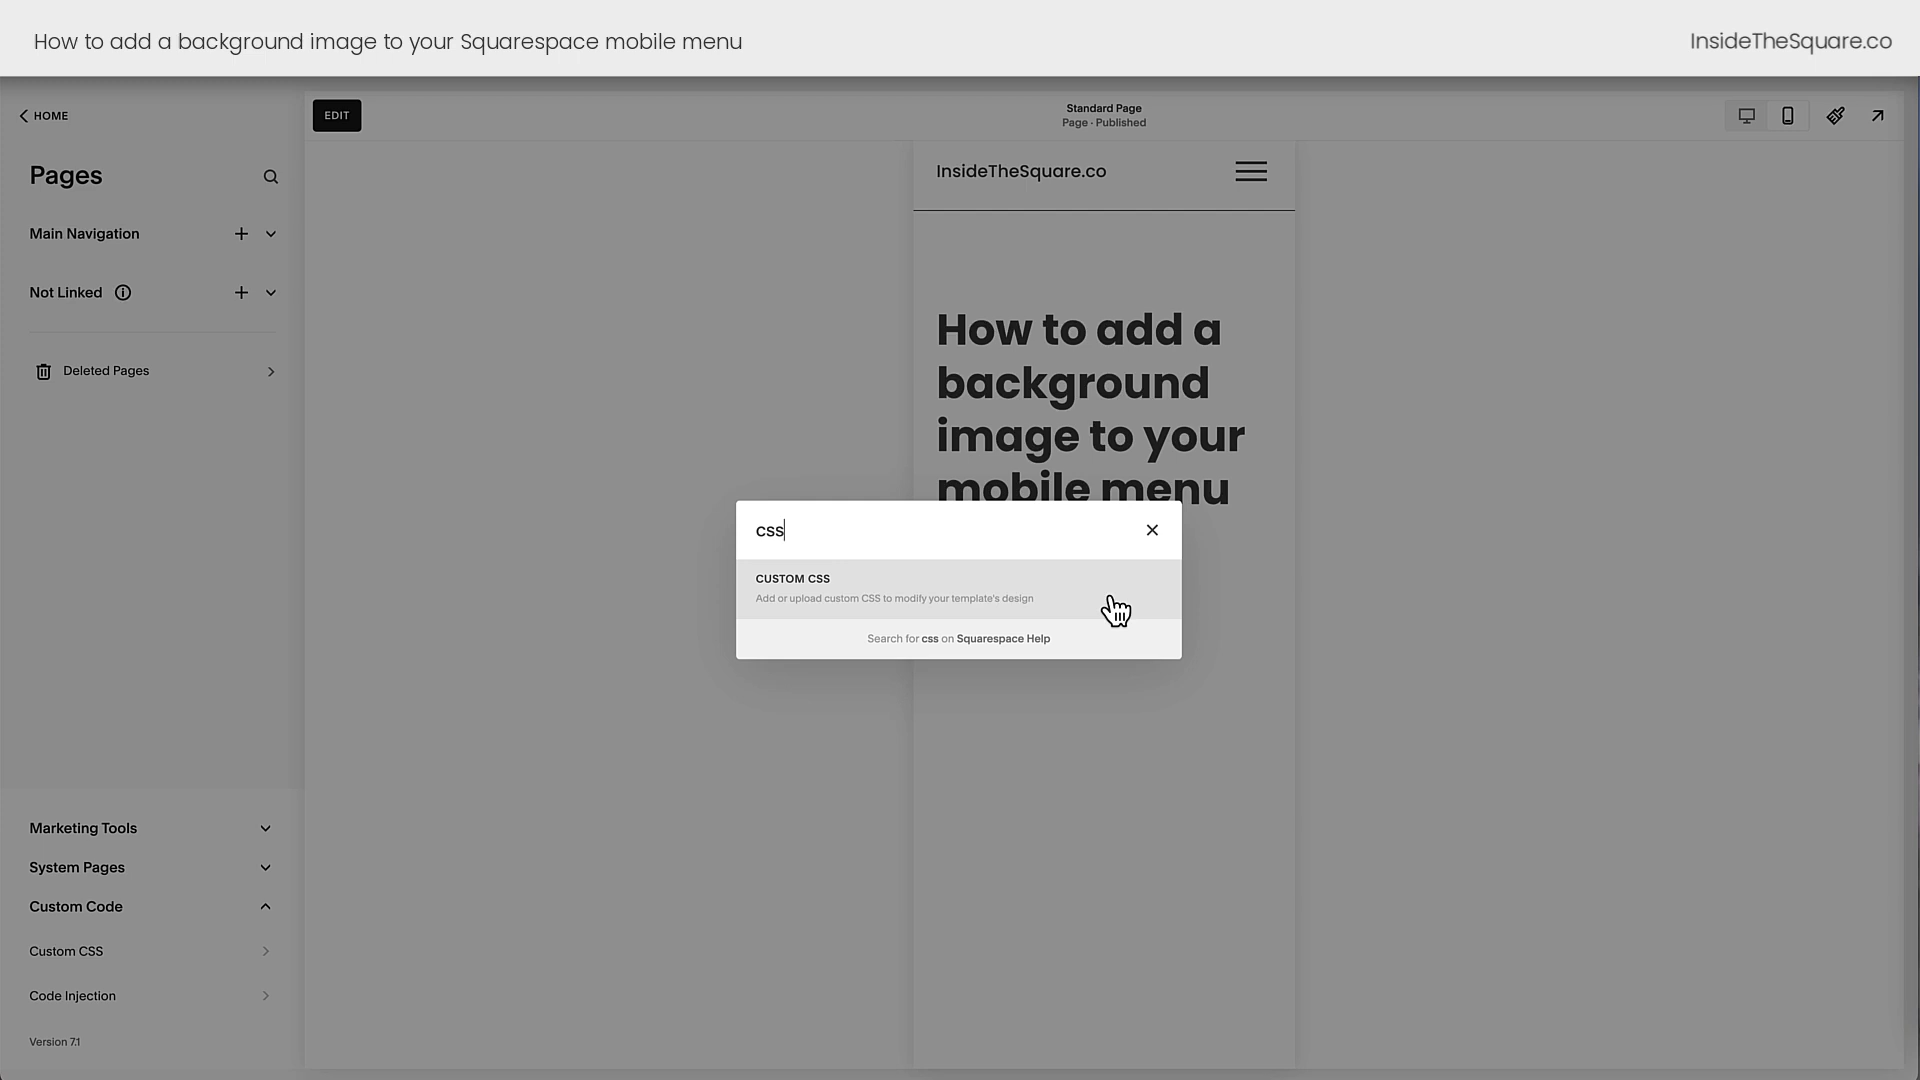 How to add a background image to your Squarespace mobile menu
InsideTheSquare.co
HOME
EDIT
Standard Page
Page · Published
Pages
Main Navigation
Not Linked
Deleted Pages
InsideTheSquare.co
How to add a
background
image to your
mobile menu
css
CUSTOM CSS
Add or upload custom CSS to modify your template's design
Search for css on Squarespace Help
Marketing Tools
System Pages
Custom Code
Custom CSS
Code Injection
Version 7.1